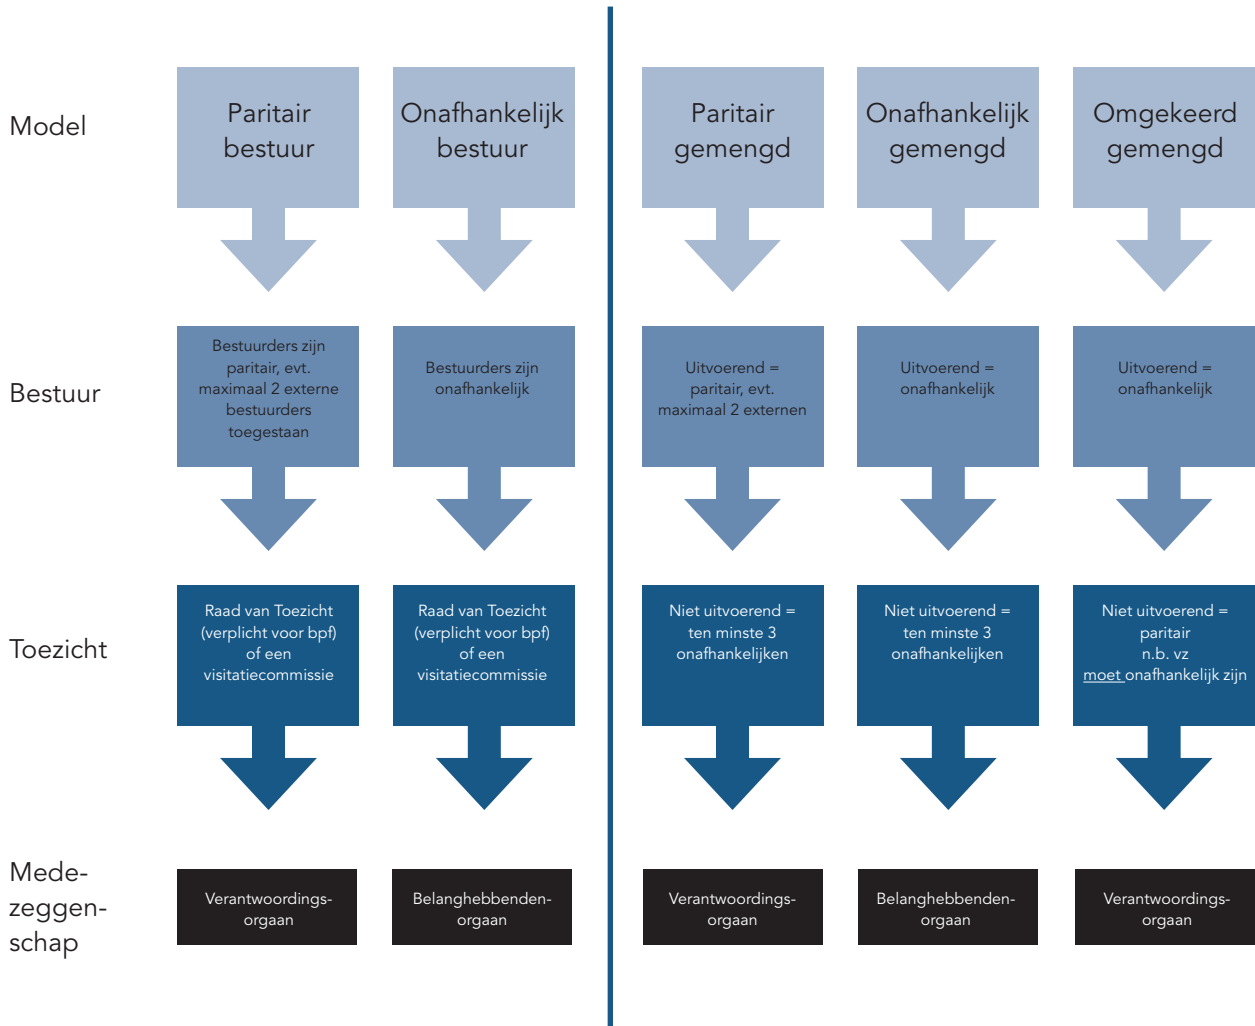 Model
Paritair
bestuur
Onafhankelijk
bestuur
Paritair
gemengd
Onafhankelijk
gemengd
Omgekeerd
gemengd
Bestuur
Bestuurders zijn
paritair, evt.
maximaal 2 externe
bestuurders
toegestaan
Bestuurders zijn
onafhankelijk
Uitvoerend =
paritair, evt.
maximaal 2 externen
Uitvoerend =
onafhankelijk
Uitvoerend =
onafhankelijk
Toezicht
Raad van Toezicht
(verplicht voor bpf)
of een
visitatiecommissie
Raad van Toezicht
(verplicht voor bpf)
of een
visitatiecommissie
Niet uitvoerend =
ten minste 3
onafhankelijken
Niet uitvoerend =
ten minste 3
onafhankelijken
Niet uitvoerend =
paritair
n.b. vz
moet onafhankelijk zijn
Mede-
zeggen-
schap
Verantwoordings-
orgaan
Belanghebbenden-
orgaan
Verantwoordings-
orgaan
Belanghebbenden-
orgaan
Verantwoordings-
orgaan